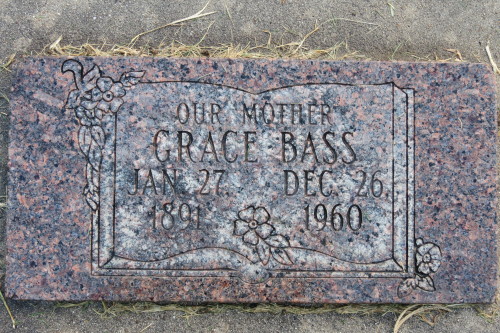 OUR MOTHER
GRACE BASS
JAN 27 DEC. 26
1891 1960